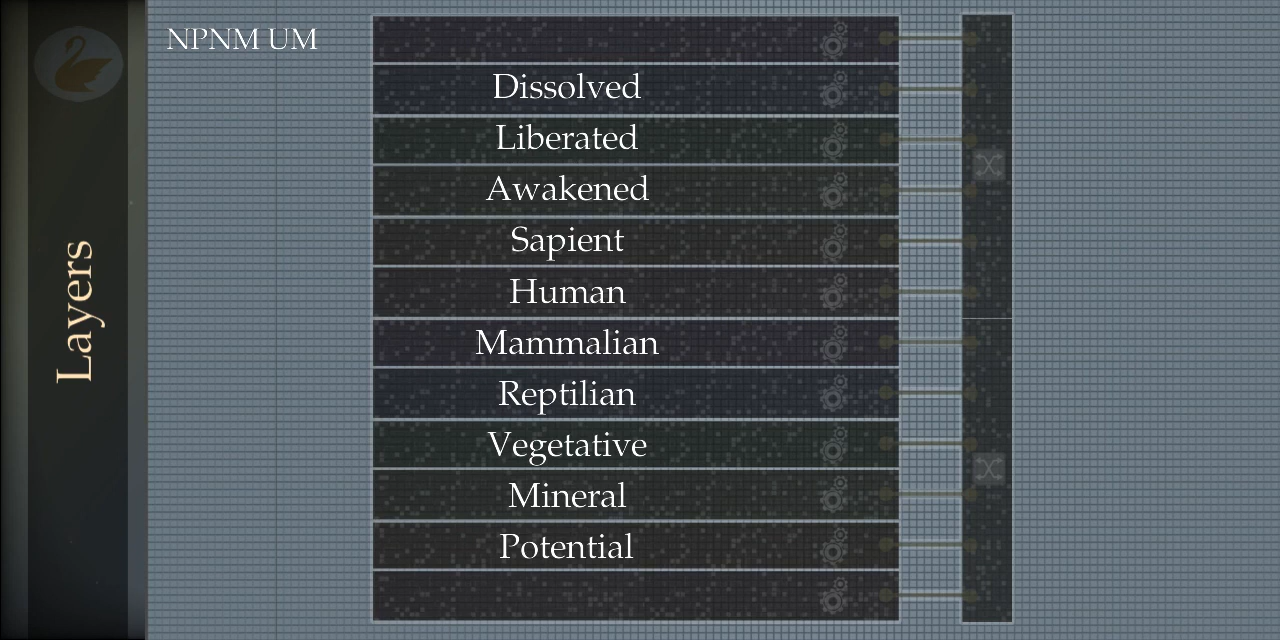 Layers
NPNM UM
Dissolved
Liberated
Awakened
Sapient
Human
Mammalian
Reptilian
Vegetative
Mineral
Potential